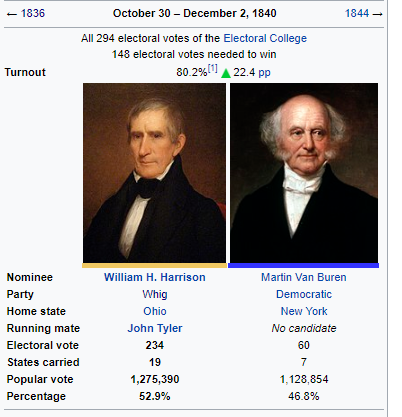 ← 1836 October 30 – December 2, 1840 1844 →
All 294 electoral votes of the Electoral College
148 electoral votes needed to win
Turnout 80.2%[1] ▲ 22.4 pp
Nominee William H. Harrison Martin Van Buren
Party Whig Democratic
Home state Ohio New York
Running mate John Tyler No candidate
Electoral vote 234 60
States carried 19 7
Popular vote 1,275,390 1,128,854
Percentage 52.9% 46.8%